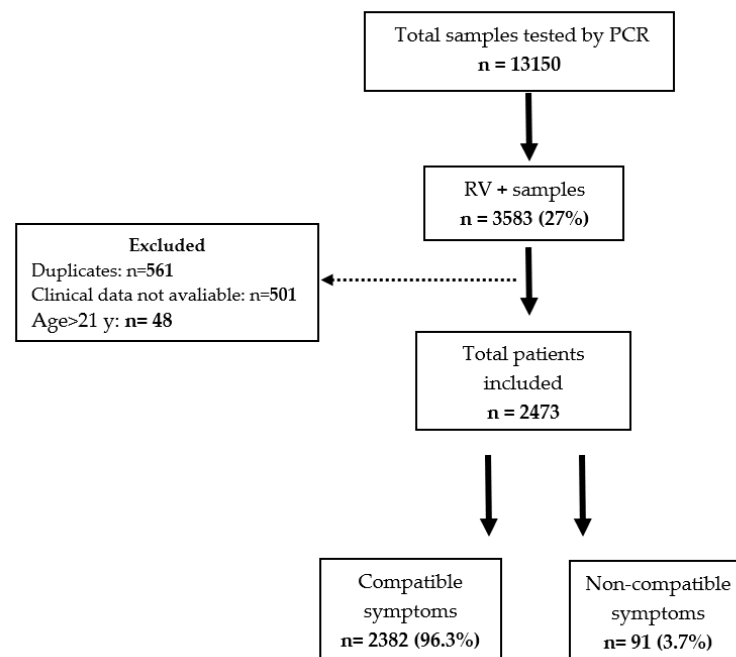 Total samples tested by PCR
n = 13150
RV + samples
n = 3583 (27%)
Excluded
Duplicates: n=561
Clinical data not avaliable: n=501
Age>21 y: n= 48
Total patients
included
n = 2473
Compatible
symptoms
n= 2382 (96.3%)
Non-compatible
symptoms
n= 91 (3.7%)